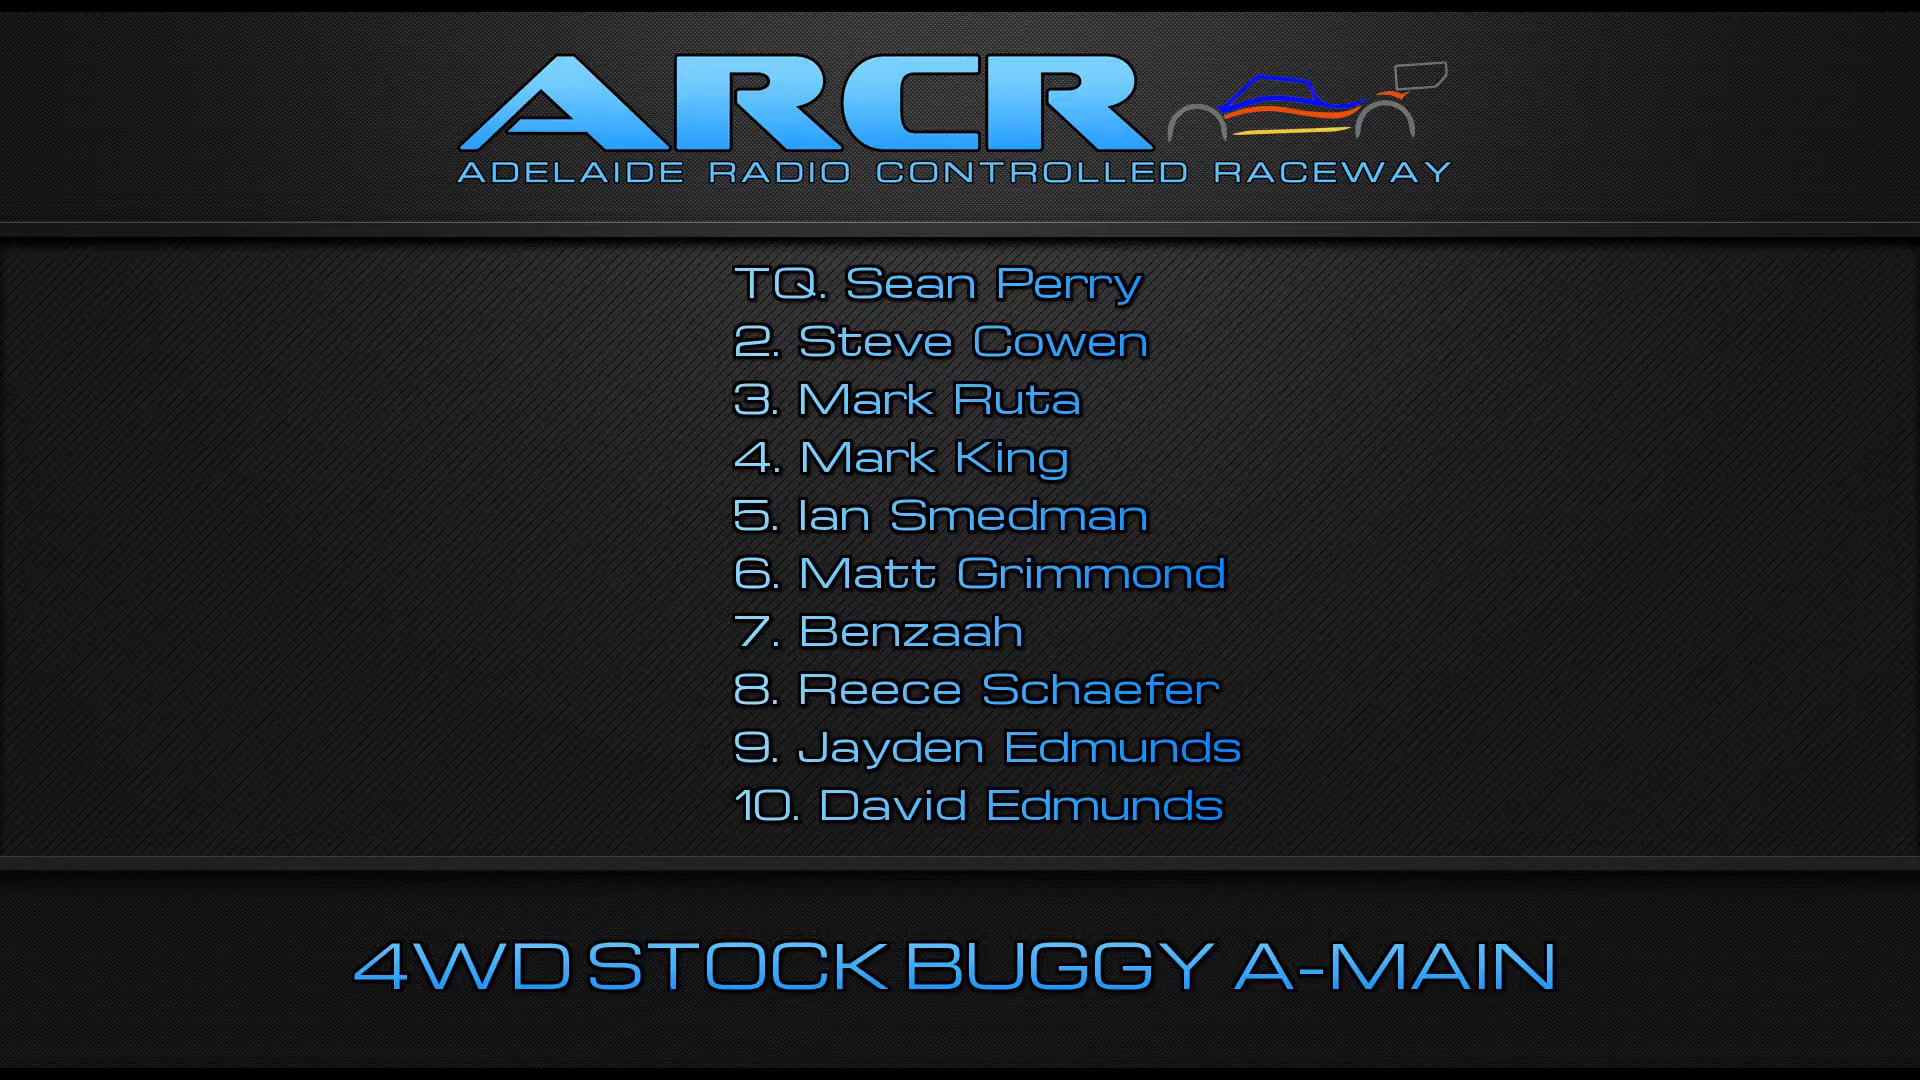 ARCR
ADELAIDE RADIO CONTROLLED RACEWAY
TQ. Sean Perry
2. Steve Cowen
3. Mark Ruta
4. Mark King
5. Ian Smedman
6. Matt Grimmond
7. Benzaah
8. Reece Schaefer
9. Jayden Edmunds
10. David Edmunds
4WD STOCK BUGGY A-MAIN